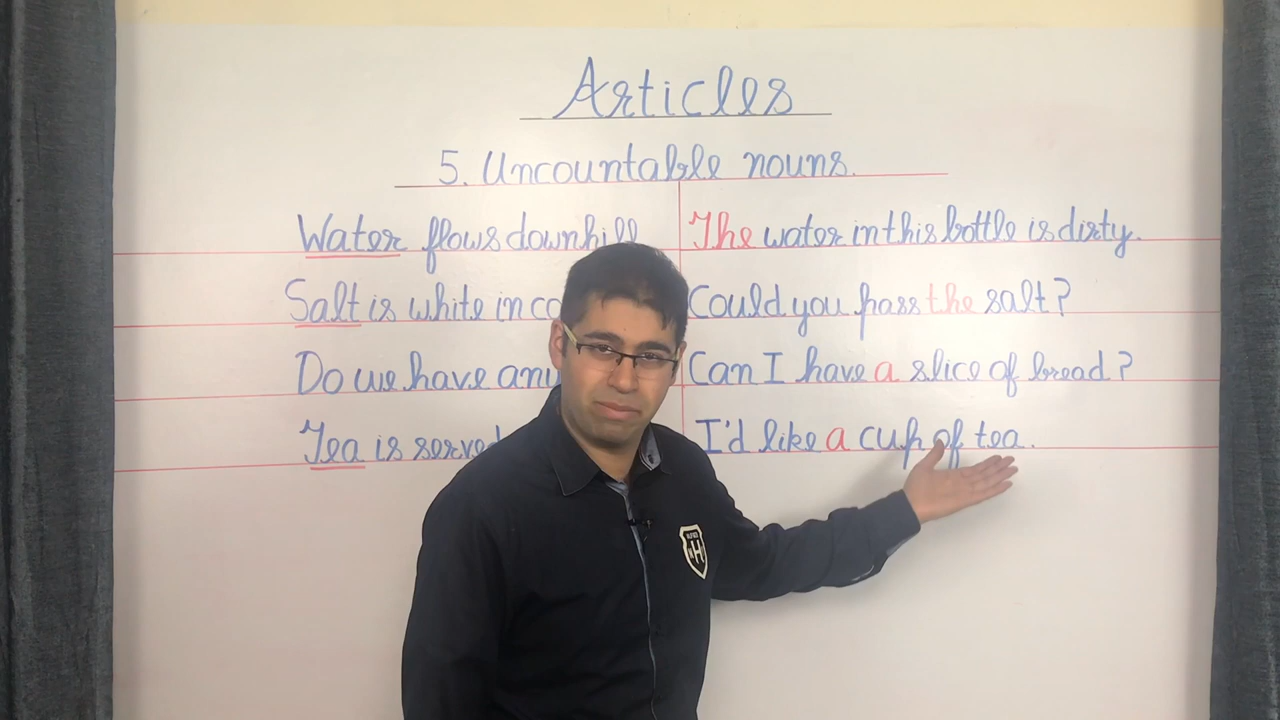 Articles
5. Uncountable nouns.
Water flows downhill
The water in this bottle is dirty.
Salt is white in
Could you pass the salt?
Do we have any
Can I have a slice of bread?
Tea is served
I'd like a cup of tea.
H